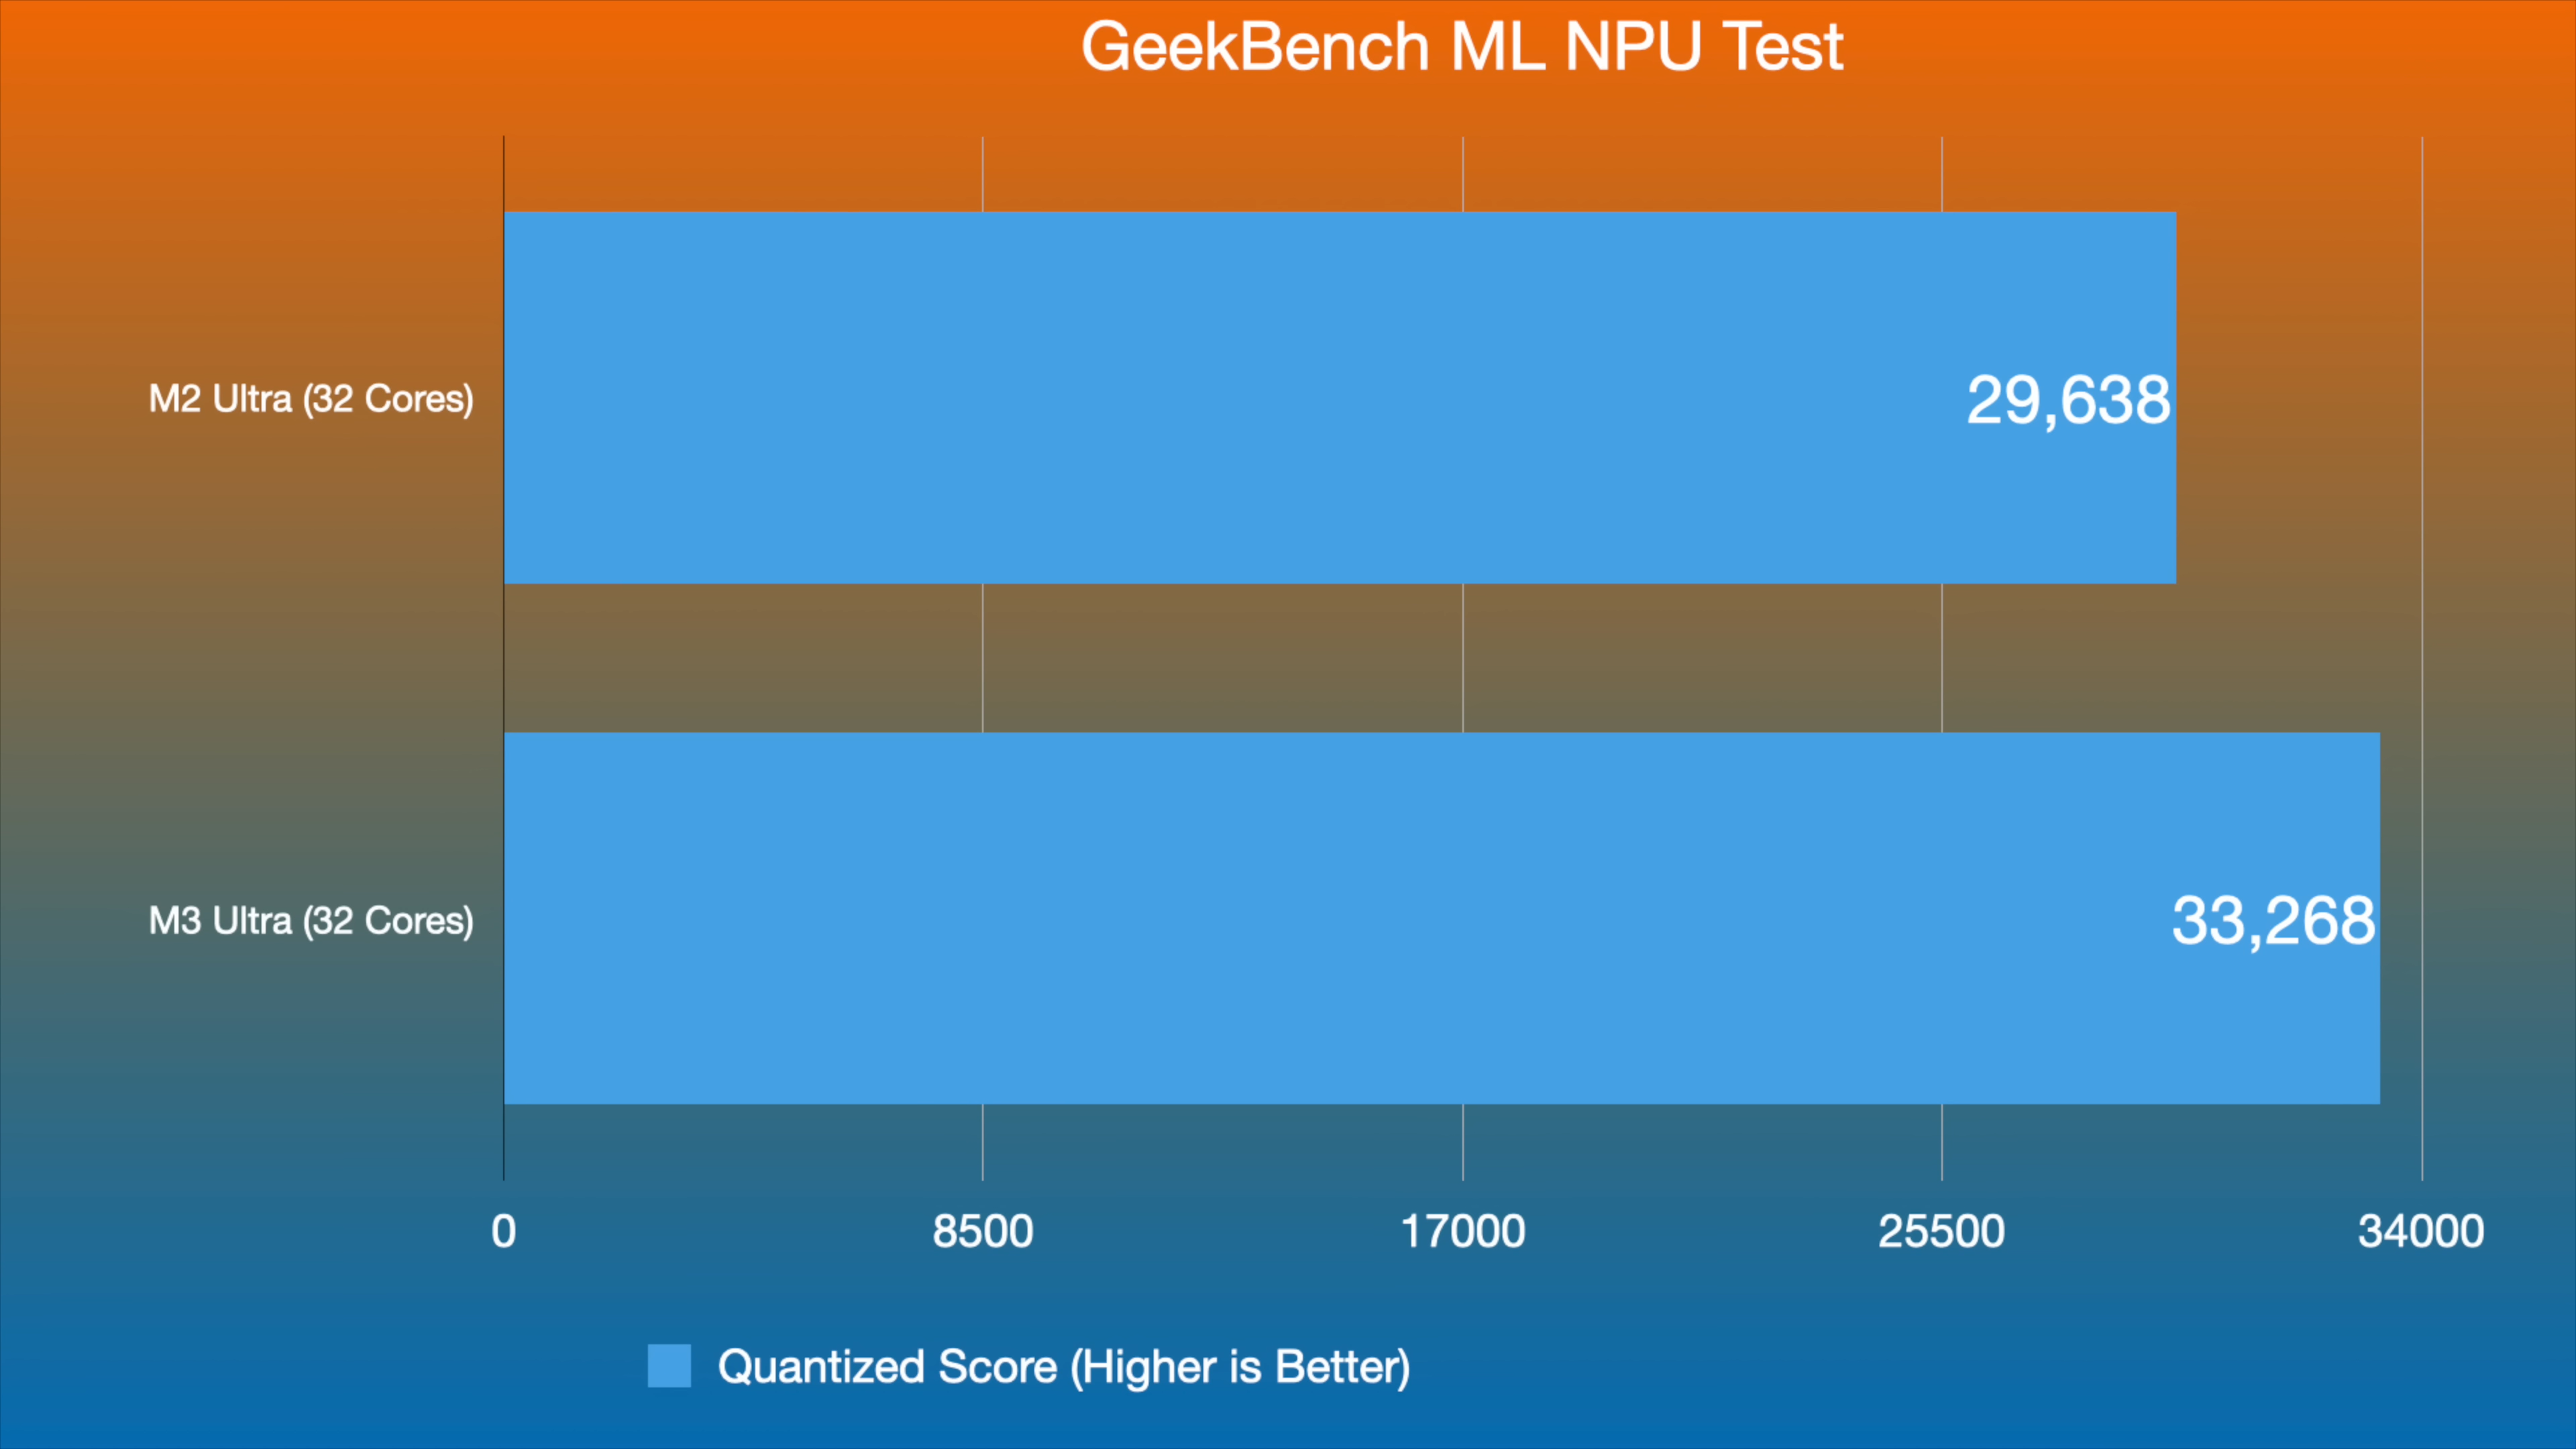 GeekBench ML NPU Test
M2 Ultra (32 Cores)
29,638
M3 Ultra (32 Cores)
33,268
0 8500 17000 25500 34000
Quantized Score (Higher is Better)